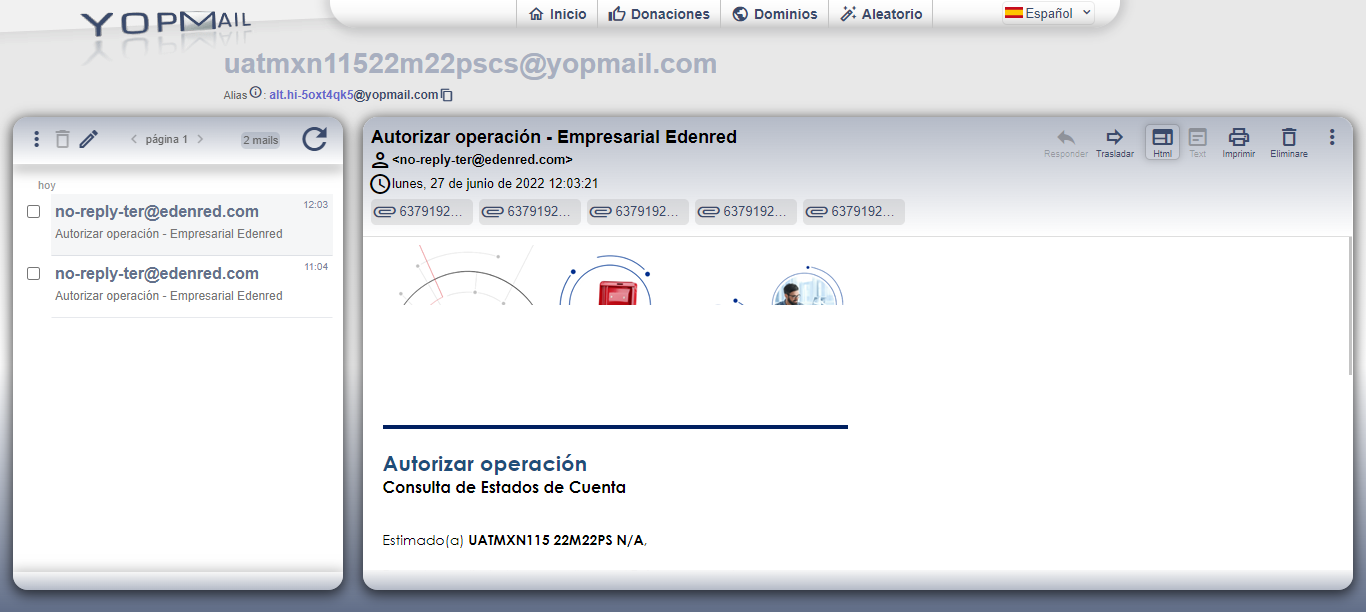 YOPMAIL
Inicio
Donaciones
Dominios
Aleatorio
Español
uatmxn11522m22pscs@yopmail.com
Alias : alt.hi-5oxt4qk5@yopmail.com
página 1
2 mails
hoy
no-reply-ter@edenred.com 12:03
Autorizar operación - Empresarial Edenred
no-reply-ter@edenred.com 11:04
Autorizar operación - Empresarial Edenred
Autorizar operación - Empresarial Edenred
<no-reply-ter@edenred.com>
lunes, 27 de junio de 2022 12:03:21
Responder
Trasladar
Html
Text
Imprimir
Eliminare
6379192...
6379192...
6379192...
6379192...
6379192...
Autorizar operación
Consulta de Estados de Cuenta
Estimado(a) UATMXN115 22M22PS N/A,